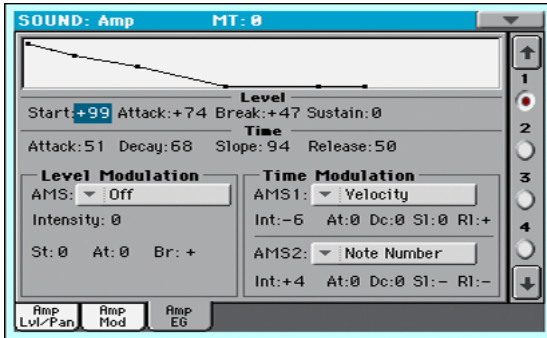 SOUND: Amp MT: 0
Level
Start:+99 Attack:+74 Break:+47 Sustain:0
Time
Attack:51 Decay:68 Slope:94 Release:50
Level Modulation
AMS: Off
Intensity: 0
St:0 At:0 Br: +
Time Modulation
AMS1: Velocity
Int:-6 At:0 Dc:0 Sl:0 Rl:+
AMS2: Note Number
Int:+4 At:0 Dc:0 Sl:- Rl:-
1
2
3
4
Amp Lvl/Pan
Amp Mod
Amp EG